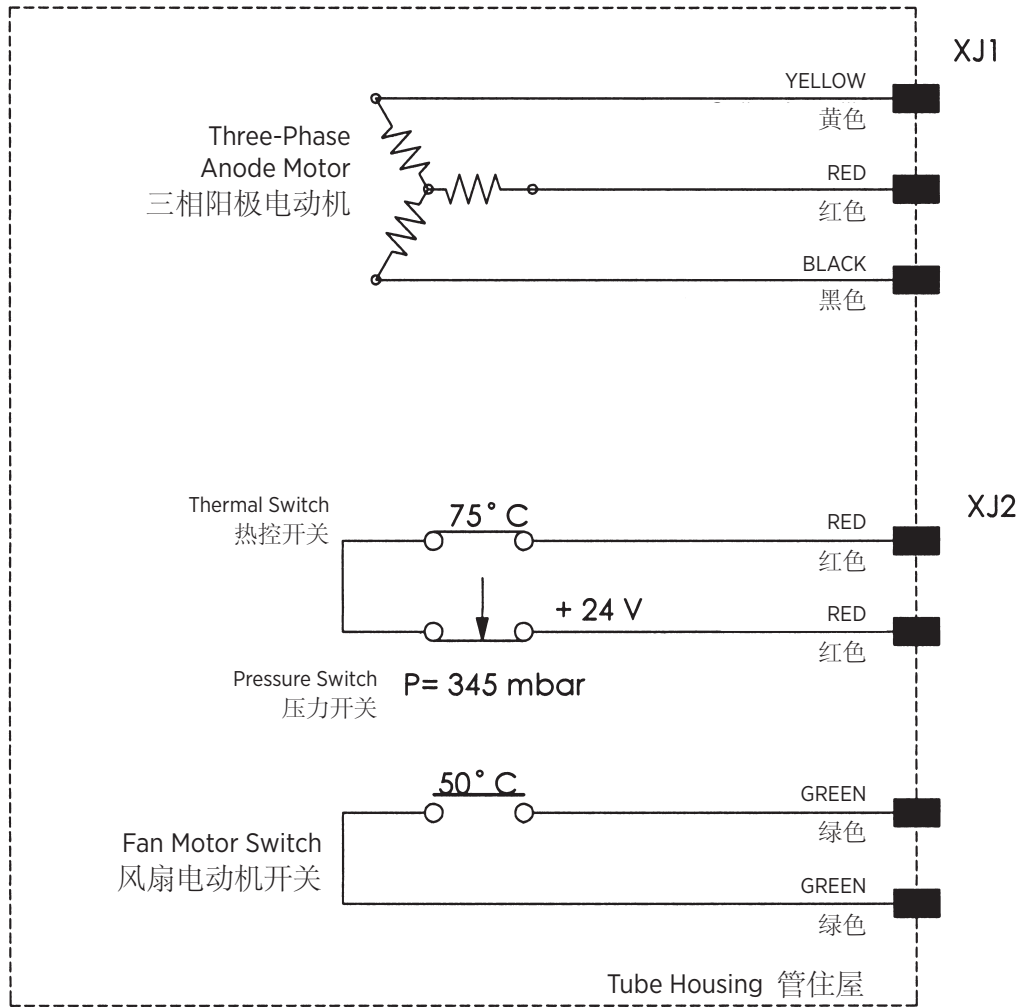 XJ1
YELLOW
黄色
Three-Phase
Anode Motor
三相阳极电动机
RED
红色
BLACK
黑色
XJ2
Thermal Switch
热控开关
75° C
RED
红色
+ 24 V
RED
红色
Pressure Switch
压力开关
P= 345 mbar
50° C
GREEN
绿色
Fan Motor Switch
风扇电动机开关
GREEN
绿色
Tube Housing 管住屋